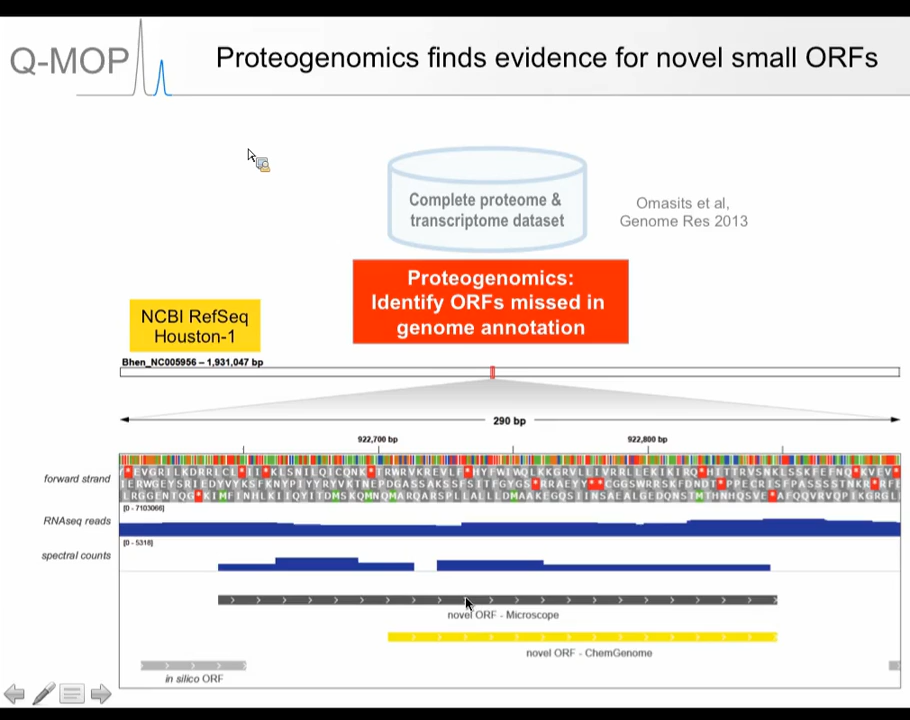 Q-MOP
Proteogenomics finds evidence for novel small ORFs
Complete proteome &
transcriptome dataset
Omasits et al,
Genome Res 2013
Proteogenomics:
Identify ORFs missed in
genome annotation
NCBI RefSeq
Houston-1
Bhen_NC005956 – 1,931,047 bp
290 bp
922,700 bp
922,800 bp
forward strand
RNAseq reads
[0 - 7103066]
spectral counts
[0 - 5316]
novel ORF - Microscope
novel ORF - ChemGenome
in silico ORF